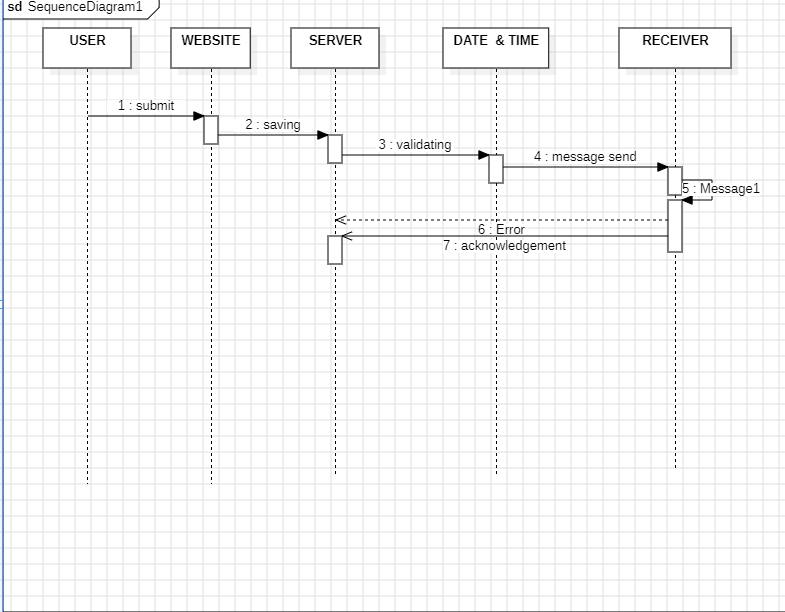 sd SequenceDiagram1
USER
WEBSITE
SERVER
DATE & TIME
RECEIVER
1 : submit
2 : saving
3 : validating
4 : message send
5 : Message1
6 : Error
7 : acknowledgement